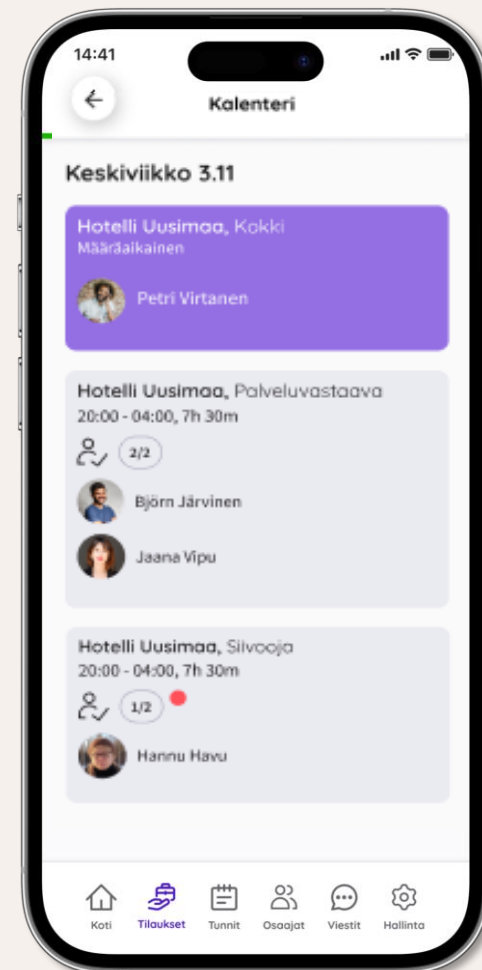 14:41
Kalenteri
Keskiviikko 3.11
Hotelli Uusimaa, Kokki
Määräaikainen
Petri Virtanen
Hotelli Uusimaa, Palveluvastaava
20:00 - 04:00, 7h 30m
2/2
Björn Järvinen
Jaana Vipu
Hotelli Uusimaa, Siivooja
20:00 - 04:00, 7h 30m
1/2
Hannu Havu
Koti Tilaukset Tunnit Osaajat Viestit Hallinta